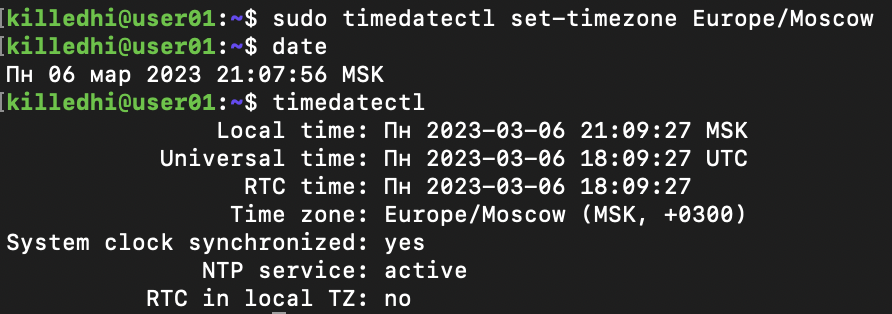 [killedhi@user01:~$ sudo timedatectl set-timezone Europe/Moscow
[killedhi@user01:~$ date
Пн 06 мар 2023 21:07:56 MSK
[killedhi@user01:~$ timedatectl
Local time: Пн 2023-03-06 21:09:27 MSK
Universal time: Пн 2023-03-06 18:09:27 UTC
RTC time: Пн 2023-03-06 18:09:27
Time zone: Europe/Moscow (MSK, +0300)
System clock synchronized: yes
NTP service: active
RTC in local TZ: no